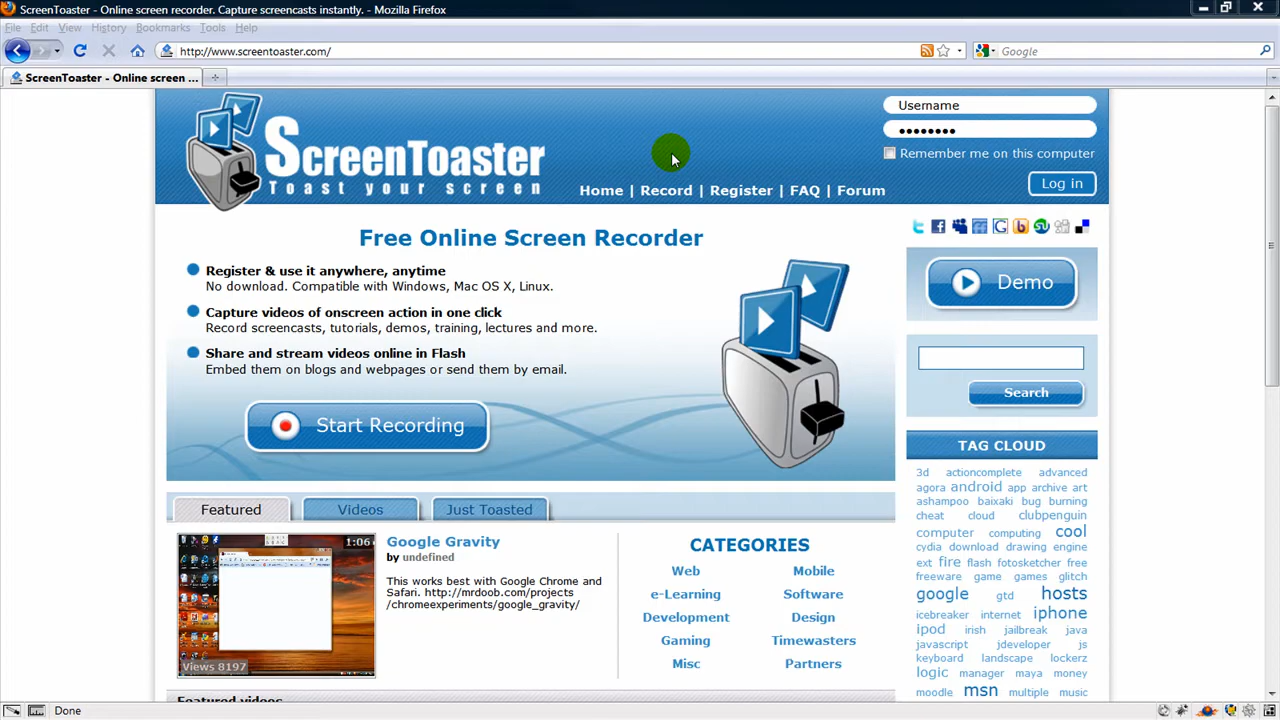 ScreenToaster - Online screen recorder. Capture screencasts instantly. - Mozilla Firefox
File Edit View History Bookmarks Tools Help
http://www.screentoaster.com/
Google
ScreenToaster - Online screen ...
Username
ScreenToaster
Toast your screen
Remember me on this computer
Home | Record | Register | FAQ | Forum
Log in
Free Online Screen Recorder
Register & use it anywhere, anytime
No download. Compatible with Windows, Mac OS X, Linux.
Capture videos of onscreen action in one click
Record screencasts, tutorials, demos, training, lectures and more.
Share and stream videos online in Flash
Embed them on blogs and webpages or send them by email.
Start Recording
Demo
Search
Featured
Videos
Just Toasted
1:06
Views 8197
Google Gravity
by undefined
This works best with Google Chrome and
Safari. http://mrdoob.com/projects
/chromeexperiments/google_gravity/
CATEGORIES
Web Mobile
e-Learning Software
Development Design
Gaming Timewasters
Misc Partners
Featured videos
TAG CLOUD
3d actioncomplete advanced
agora android app archive art
ashampoo baixaki bug burning
cheat cloud clubpenguin
computer computing cool
cydia download drawing engine
ext fire flash fotosketcher free
freeware game games glitch
google gtd hosts
icebreaker internet iphone
ipod irish jailbreak java
javascript jdeveloper js
keyboard landscape lockerz
logic manager maya money
moodle msn multiple music
Done